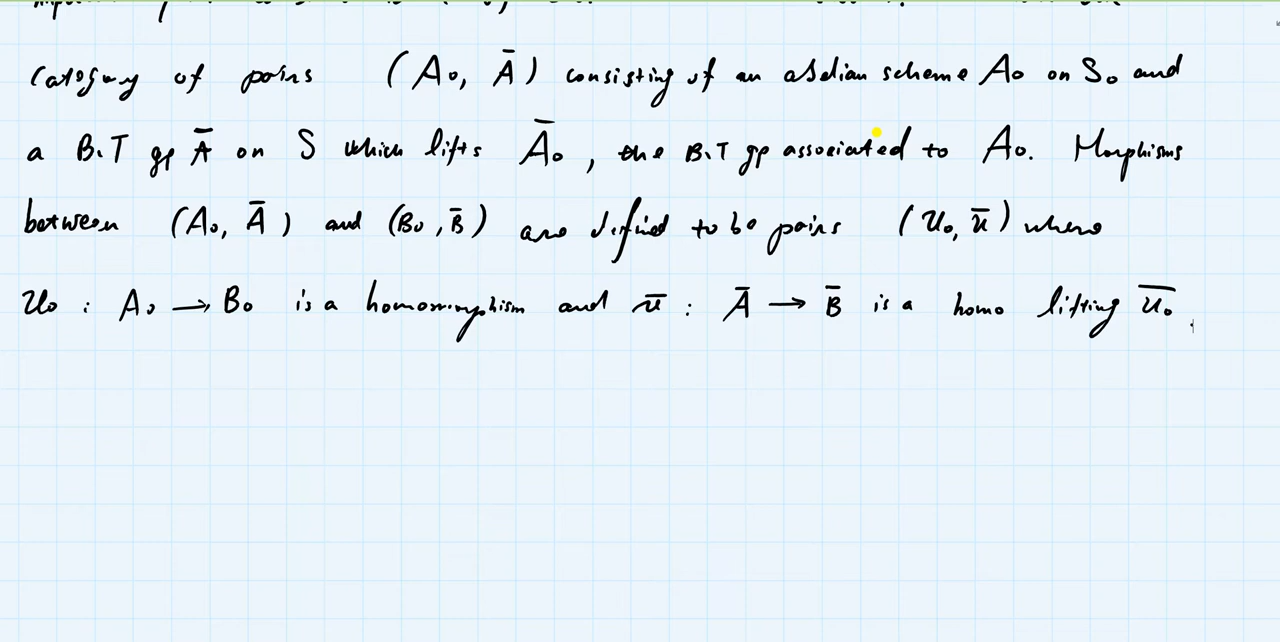 category of pairs (A₀, Ā) consisting of an abelian scheme A₀ on S₀ and
a B.T gp Ā on S which lifts Ā₀, the B.T gp associated to A₀. Morphisms
between (A₀, Ā) and (B₀, B̄) are defined to be pairs (u₀, ū) where
u₀ : A₀ → B₀ is a homomorphism and ū : Ā → B̄ is a homo lifting ū₀.